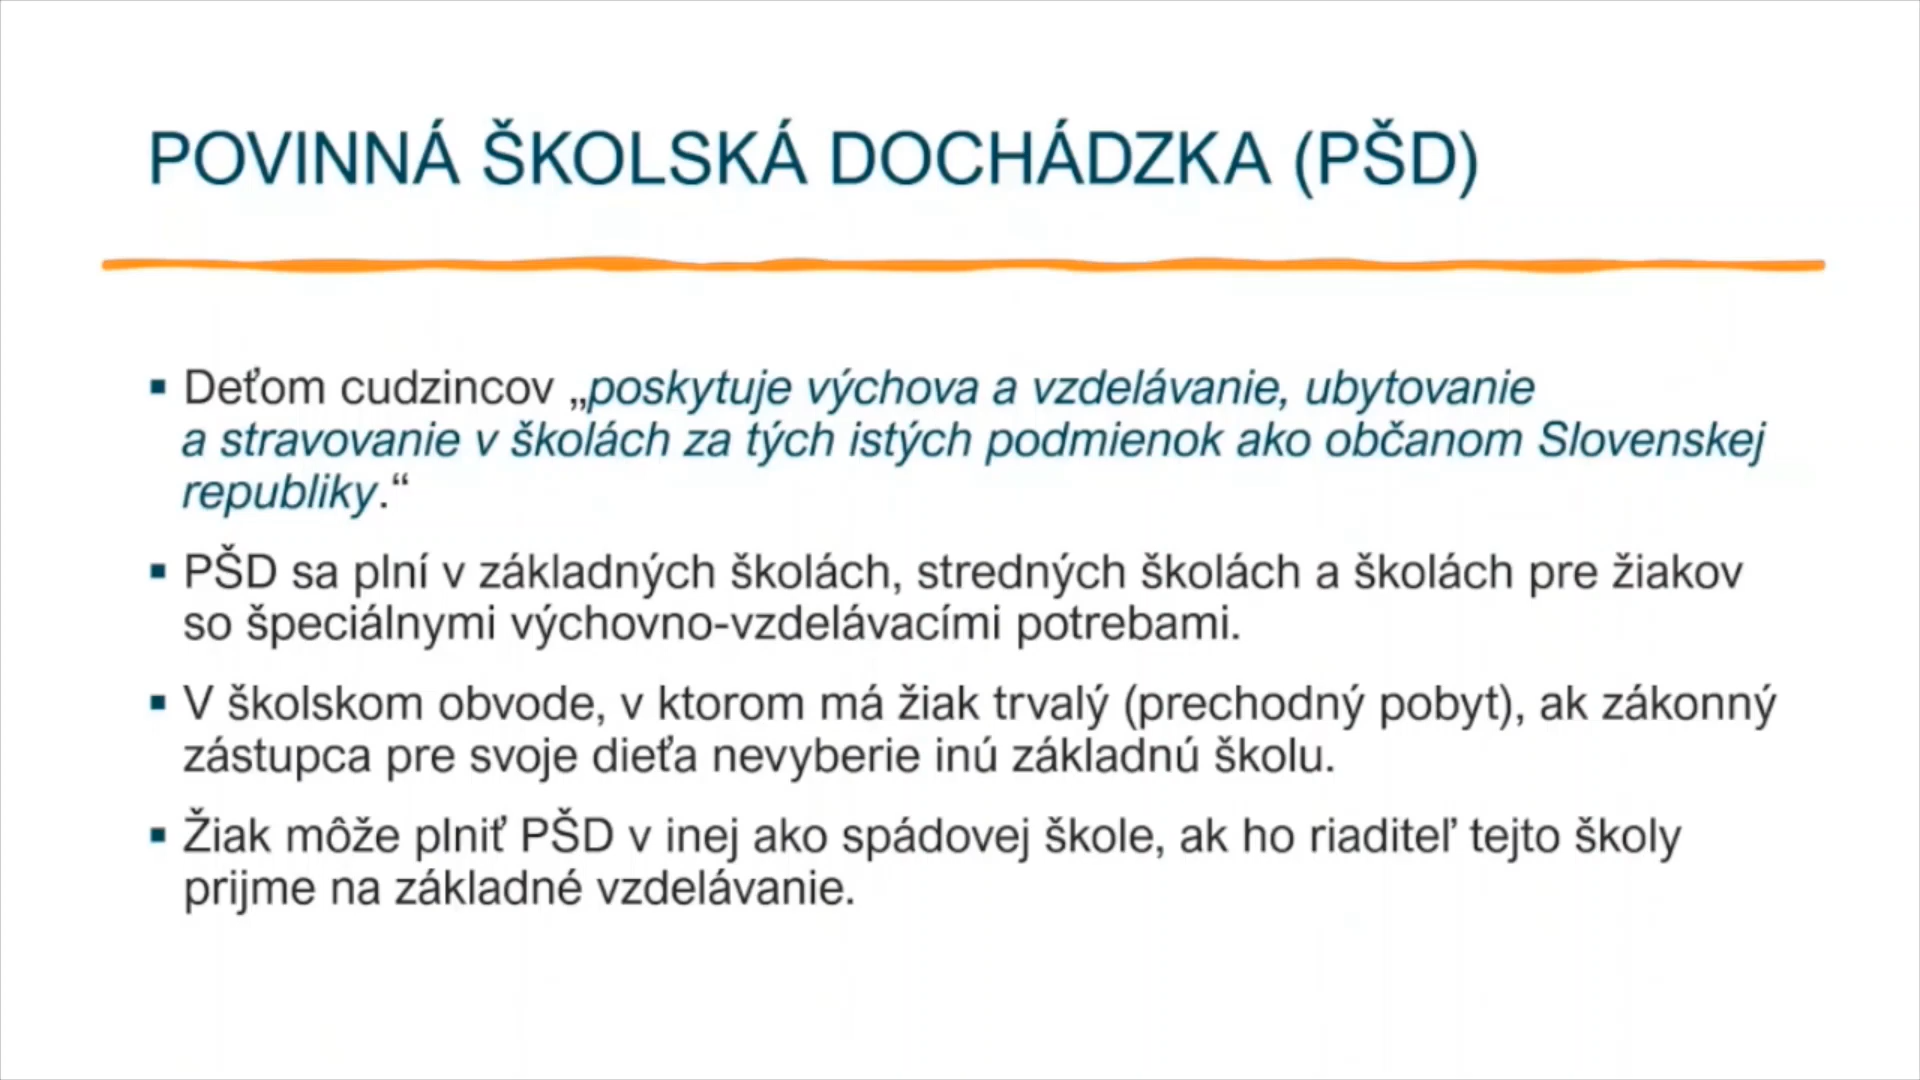 POVINNÁ ŠKOLSKÁ DOCHÁDZKA (PŠD)
▪ Deťom cudzincov „poskytuje výchova a vzdelávanie, ubytovanie
a stravovanie v školách za tých istých podmienok ako občanom Slovenskej
republiky.“
▪ PŠD sa plní v základných školách, stredných školách a školách pre žiakov
so špeciálnymi výchovno-vzdelávacími potrebami.
▪ V školskom obvode, v ktorom má žiak trvalý (prechodný pobyt), ak zákonný
zástupca pre svoje dieťa nevyberie inú základnú školu.
▪ Žiak môže plniť PŠD v inej ako spádovej škole, ak ho riaditeľ tejto školy
prijme na základné vzdelávanie.